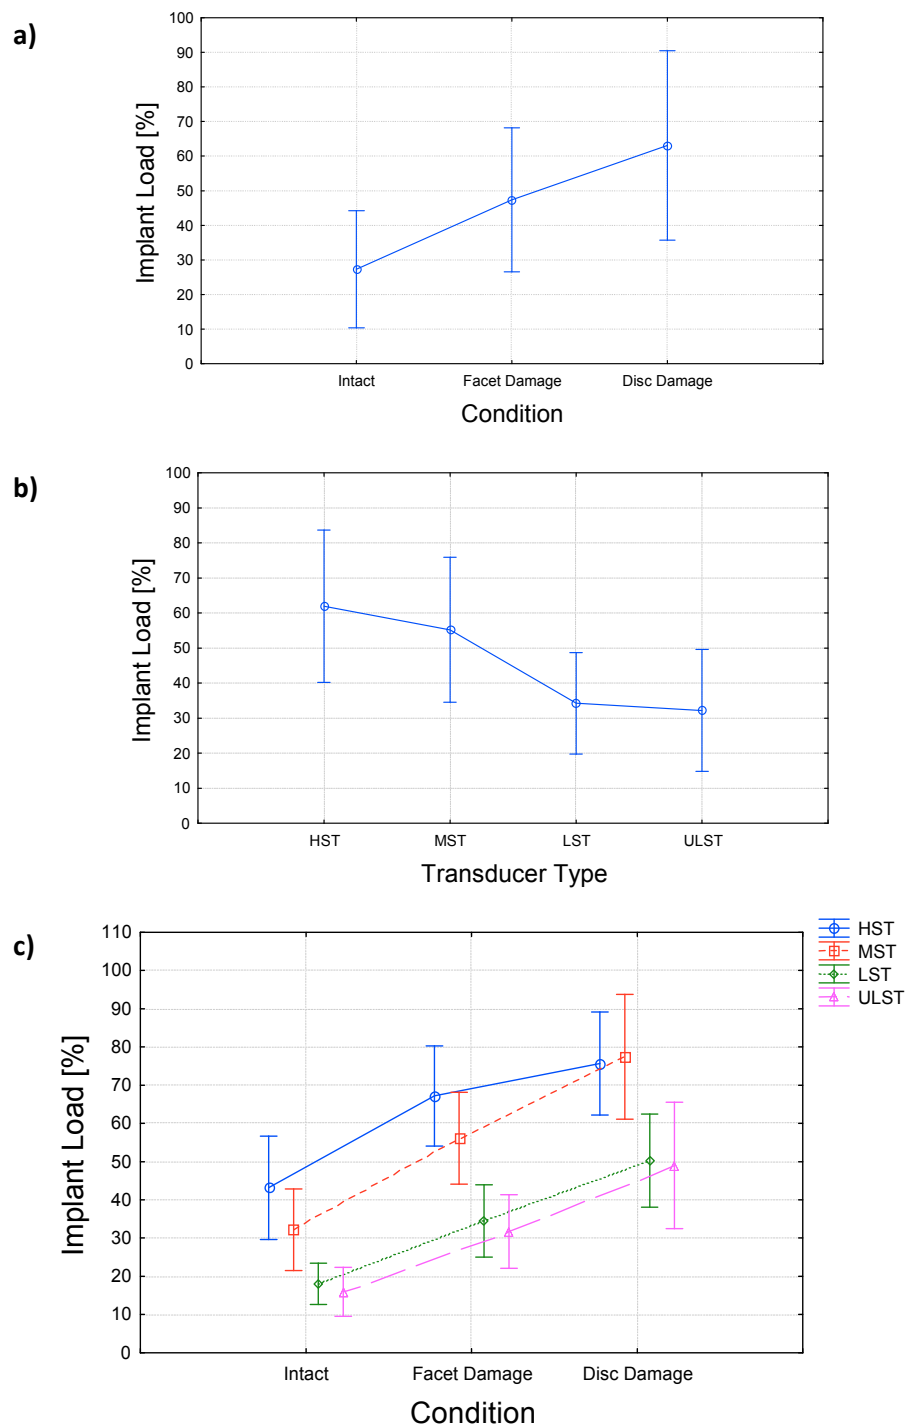 a)
Implant Load [%]
100
90
80
70
60
50
40
30
20
10
0
Intact Facet Damage Disc Damage
Condition
b)
Implant Load [%]
100
90
80
70
60
50
40
30
20
10
0
HST MST LST ULST
Transducer Type
c)
Implant Load [%]
110
100
90
80
70
60
50
40
30
20
10
0
Intact Facet Damage Disc Damage
Condition
HST
MST
LST
ULST